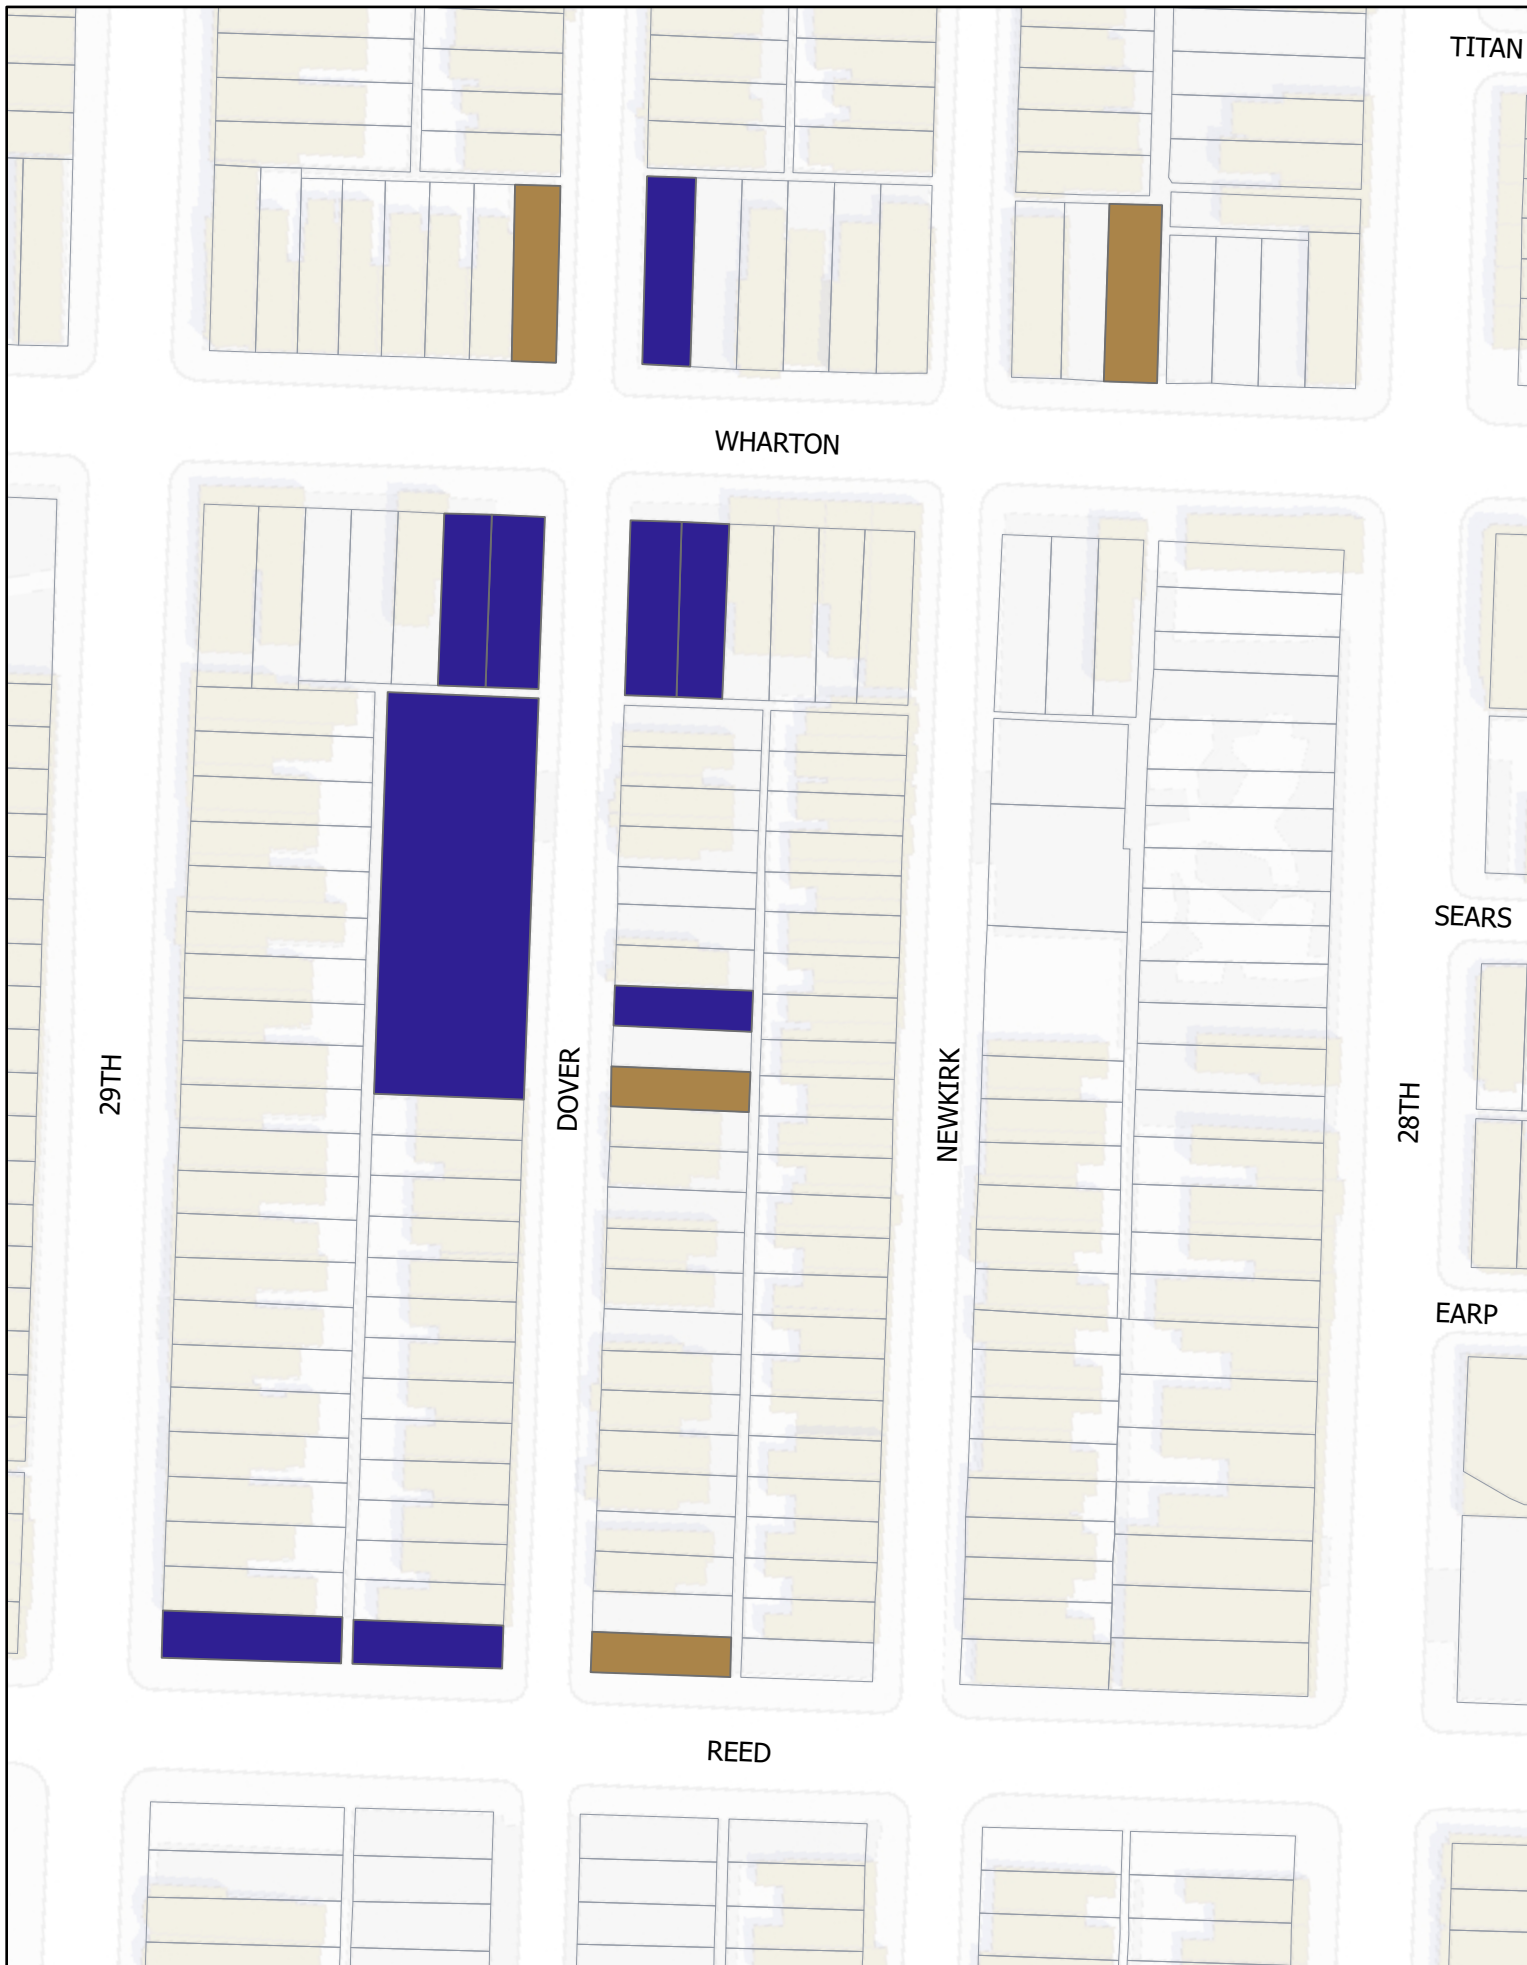 TITAN
WHARTON
SEARS
29TH
DOVER
NEWKIRK
28TH
EARP
REED